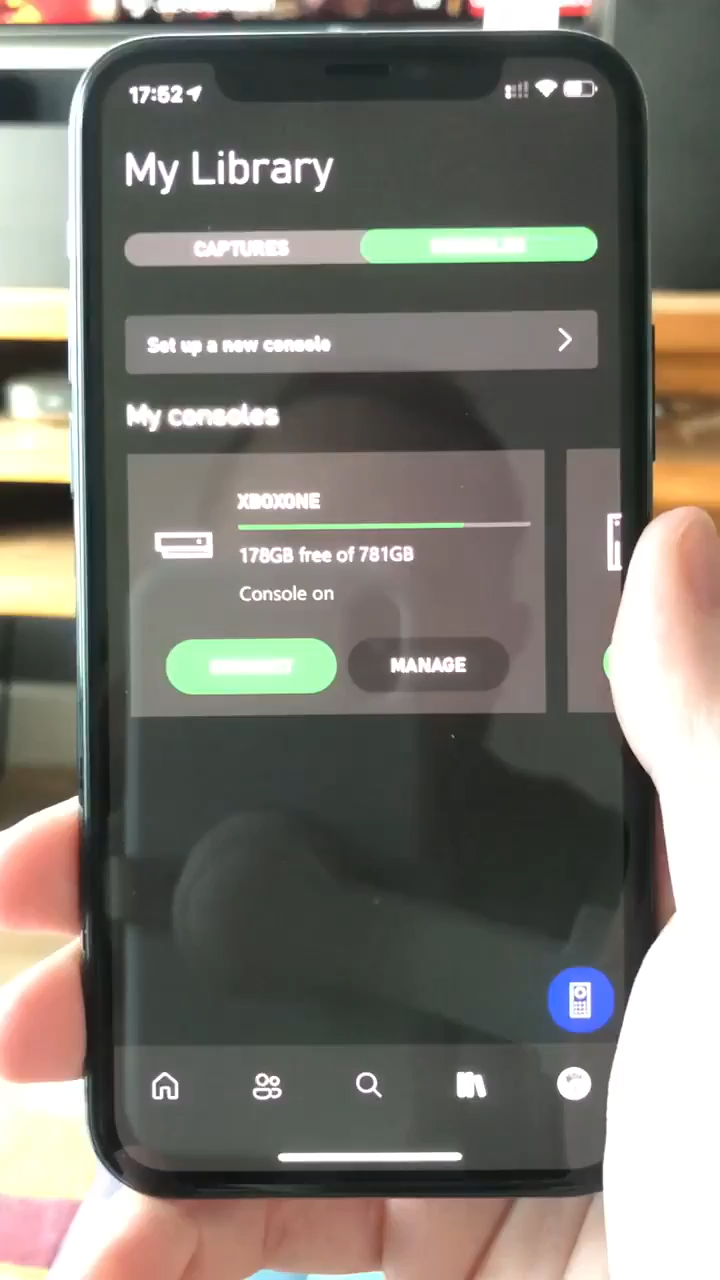 17:52
My Library
CAPTURES
Set up a new console
My consoles
XBOXONE
178GB free of 781GB
Console on
MANAGE